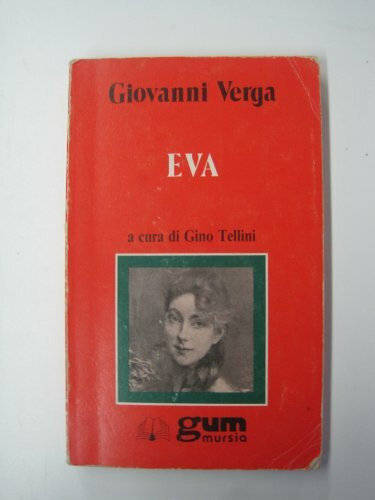 Giovanni Verga
EVA
a cura di Gino Tellini
gum
mursia